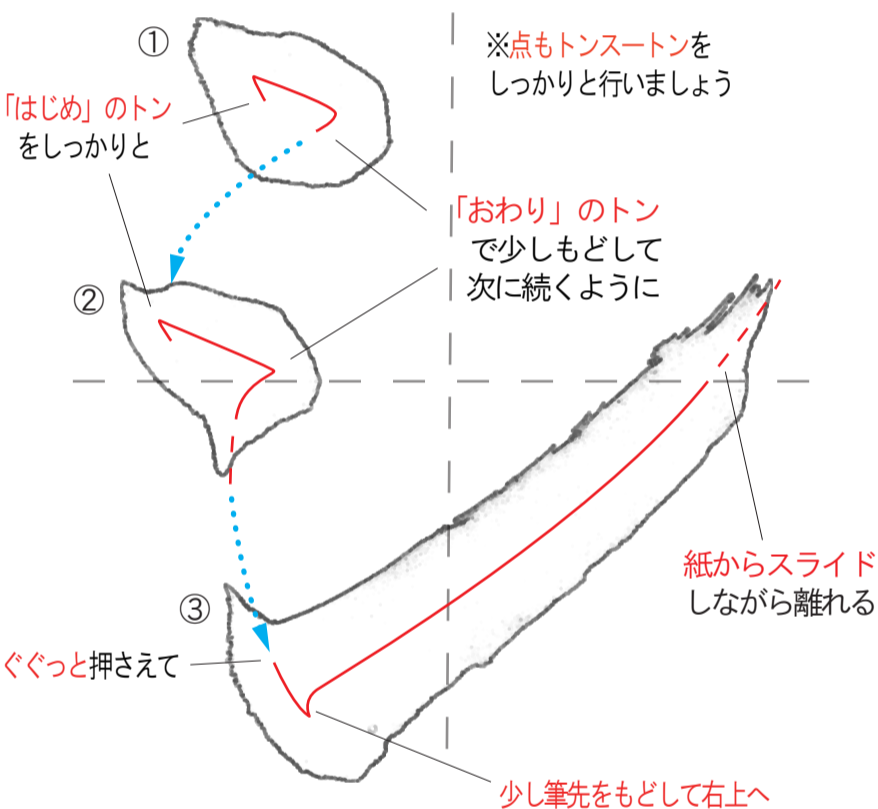 ①
※点もトンスートンを
しっかりと行いましょう
「はじめ」のトン
をしっかりと
「おわり」のトン
で少しもどして
次に続くように
②
紙からスライド
しながら離れる
③
ぐぐっと押さえて
少し筆先をもどして右上へ